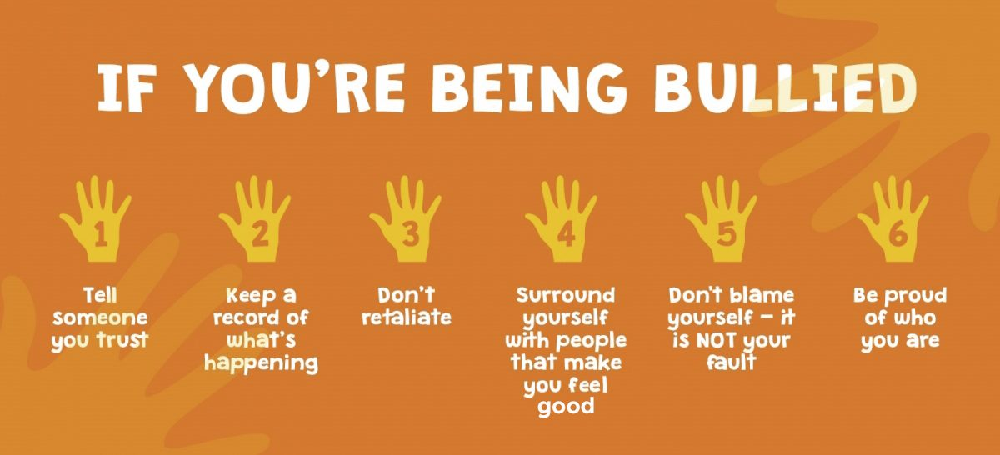 IF YOU'RE BEING BULLIED
1
Tell
someone
you trust
2
Keep a
record of
what's
happening
3
Don't
retaliate
4
Surround
yourself
with people
that make
you feel
good
5
Don't blame
yourself – it
is NOT your
fault
6
Be proud
of who
you are